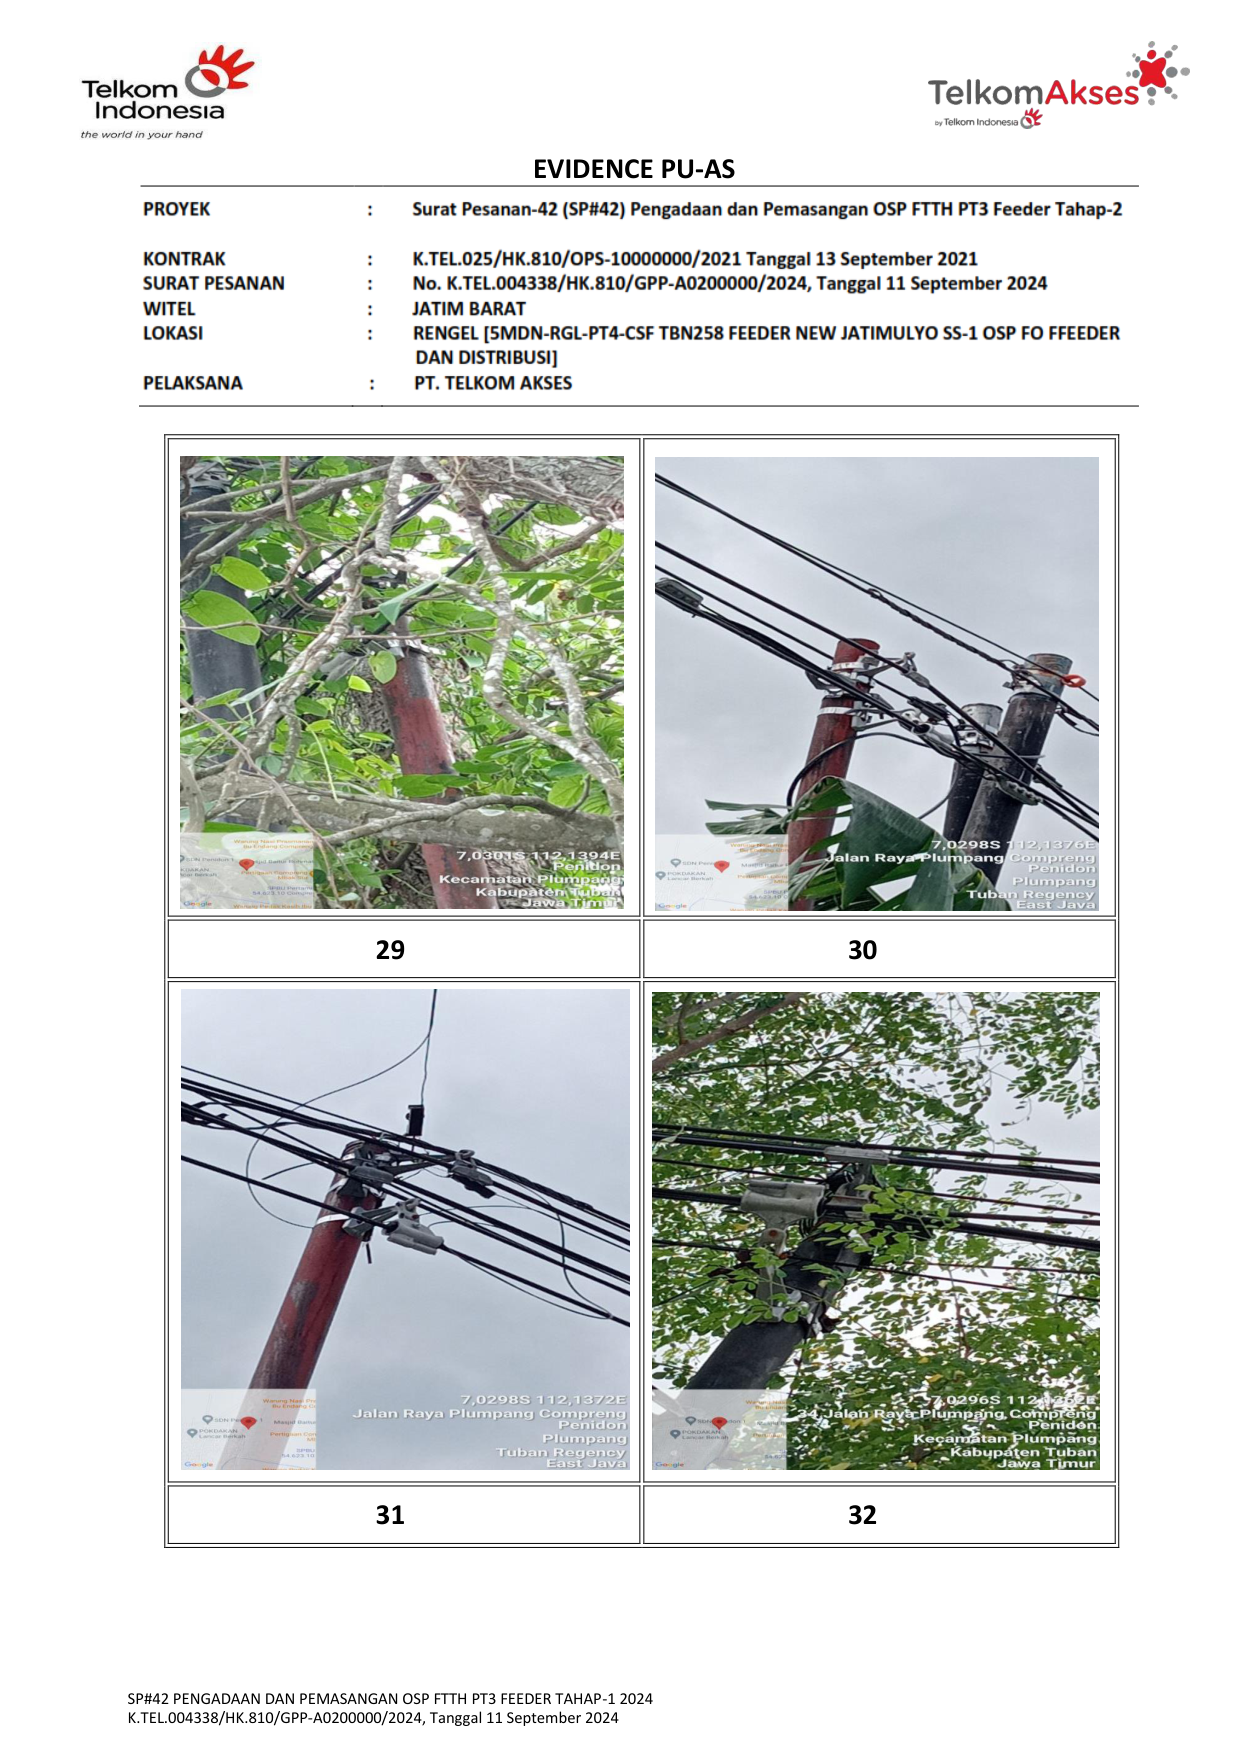 Telkom
Indonesia
the world in your hand
TelkomAkses
by Telkom Indonesia
EVIDENCE PU-AS
PROYEK : Surat Pesanan-42 (SP#42) Pengadaan dan Pemasangan OSP FTTH PT3 Feeder Tahap-2
KONTRAK : K.TEL.025/HK.810/OPS-10000000/2021 Tanggal 13 September 2021
SURAT PESANAN : No. K.TEL.004338/HK.810/GPP-A0200000/2024, Tanggal 11 September 2024
WITEL : JATIM BARAT
LOKASI : RENGEL [5MDN-RGL-PT4-CSF TBN258 FEEDER NEW JATIMULYO SS-1 OSP FO FFEEDER
DAN DISTRIBUSI]
PELAKSANA : PT. TELKOM AKSES
7,0301S 112,1394E
Penidon
Kecamatan Plumpang
Kabupaten Tuban
Jawa Timur
Google
7,0298S 112,1376E
Jalan Raya Plumpang Compreng
Penidon
Plumpang
Tuban Regency
East Java
Google
29
30
7,0298S 112,1372E
Jalan Raya Plumpang Compreng
Penidon
Plumpang
Tuban Regency
East Java
Google
7,0296S
34 Jalan Raya Plumpang Compreng
Penidon
Kecamatan Plumpang
Kabupaten Tuban
Jawa Timur
Google
31
32
SP#42 PENGADAAN DAN PEMASANGAN OSP FTTH PT3 FEEDER TAHAP-1 2024
K.TEL.004338/HK.810/GPP-A0200000/2024, Tanggal 11 September 2024